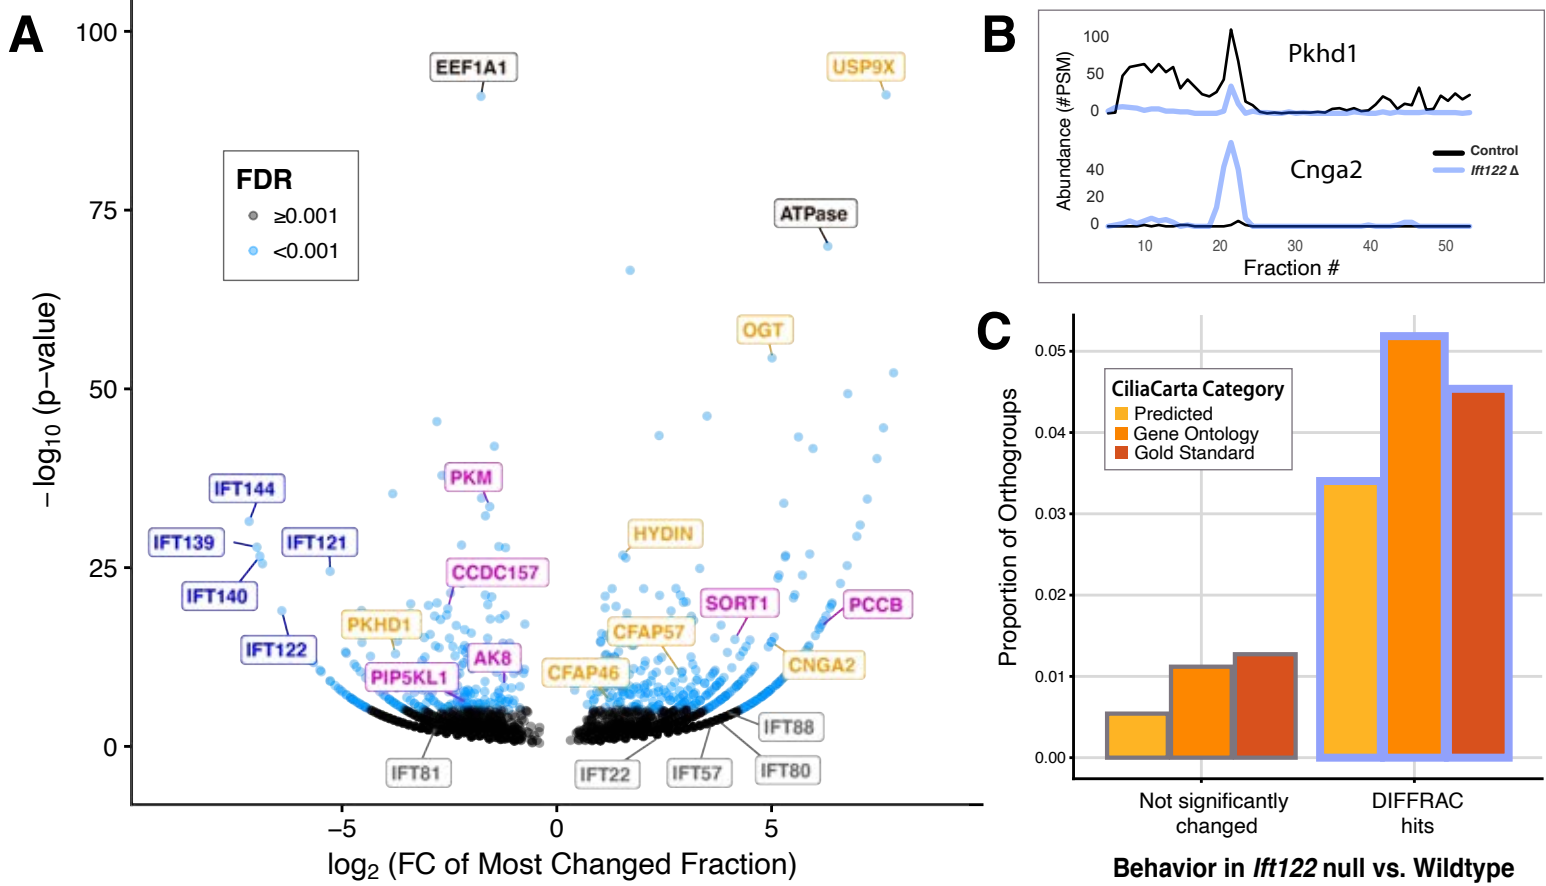 A
100
75
50
25
0
−log10 (p−value)
FDR
≥0.001
<0.001
EEF1A1
USP9X
ATPase
OGT
IFT144
IFT139
IFT121
IFT140
IFT122
PKM
CCDC157
PKHD1
AK8
PIP5KL1
HYDIN
SORT1
PCCB
CFAP57
CFAP46
CNGA2
IFT88
IFT81
IFT22
IFT57
IFT80
−5
0
5
log2 (FC of Most Changed Fraction)
B
Abundance (#PSM)
100
50
0
Pkhd1
40
20
0
Cnga2
Control
Ift122 Δ
10
20
30
40
50
Fraction #
C
Proportion of Orthogroups
0.05
0.04
0.03
0.02
0.01
0.00
CiliaCarta Category
Predicted
Gene Ontology
Gold Standard
Not significantly
changed
DIFFRAC
hits
Behavior in Ift122 null vs. Wildtype